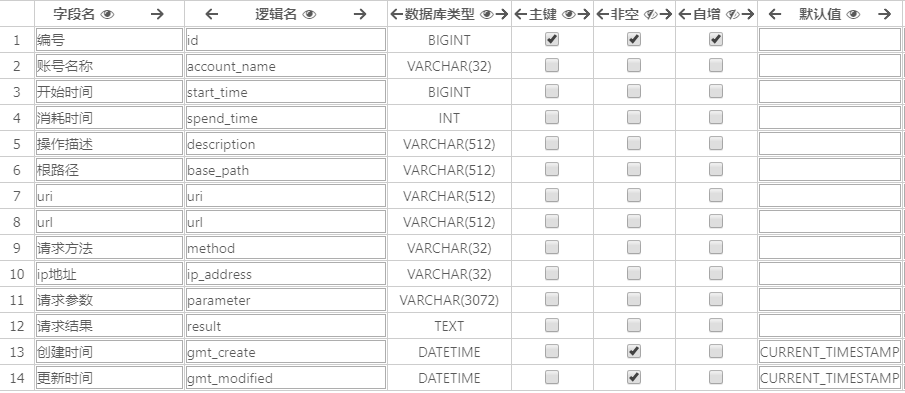 字段名 逻辑名 数据库类型 主键 非空 自增 默认值
1 编号 id BIGINT
2 账号名称 account_name VARCHAR(32)
3 开始时间 start_time BIGINT
4 消耗时间 spend_time INT
5 操作描述 description VARCHAR(512)
6 根路径 base_path VARCHAR(512)
7 uri uri VARCHAR(512)
8 url url VARCHAR(512)
9 请求方法 method VARCHAR(32)
10 ip地址 ip_address VARCHAR(32)
11 请求参数 parameter VARCHAR(3072)
12 请求结果 result TEXT
13 创建时间 gmt_create DATETIME CURRENT_TIMESTAMP
14 更新时间 gmt_modified DATETIME CURRENT_TIMESTAMP